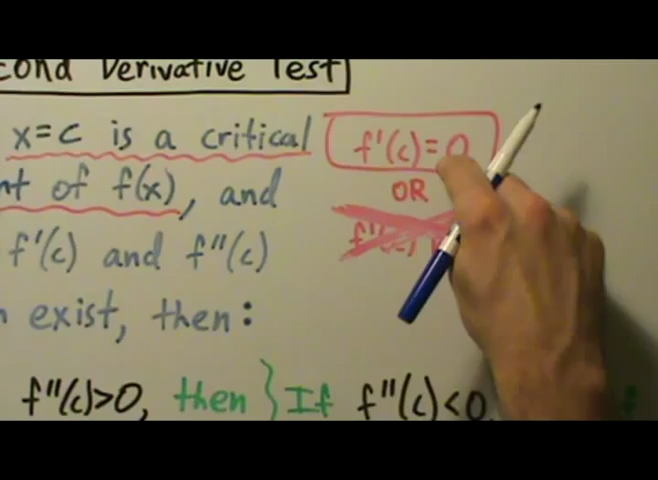 cond Derivative Test
x=c is a critical
nt of f(x), and
f'(c) and f"(c)
exist, then:
f'(c)=0
OR
f"(c)>0, then } If f"(c)<0